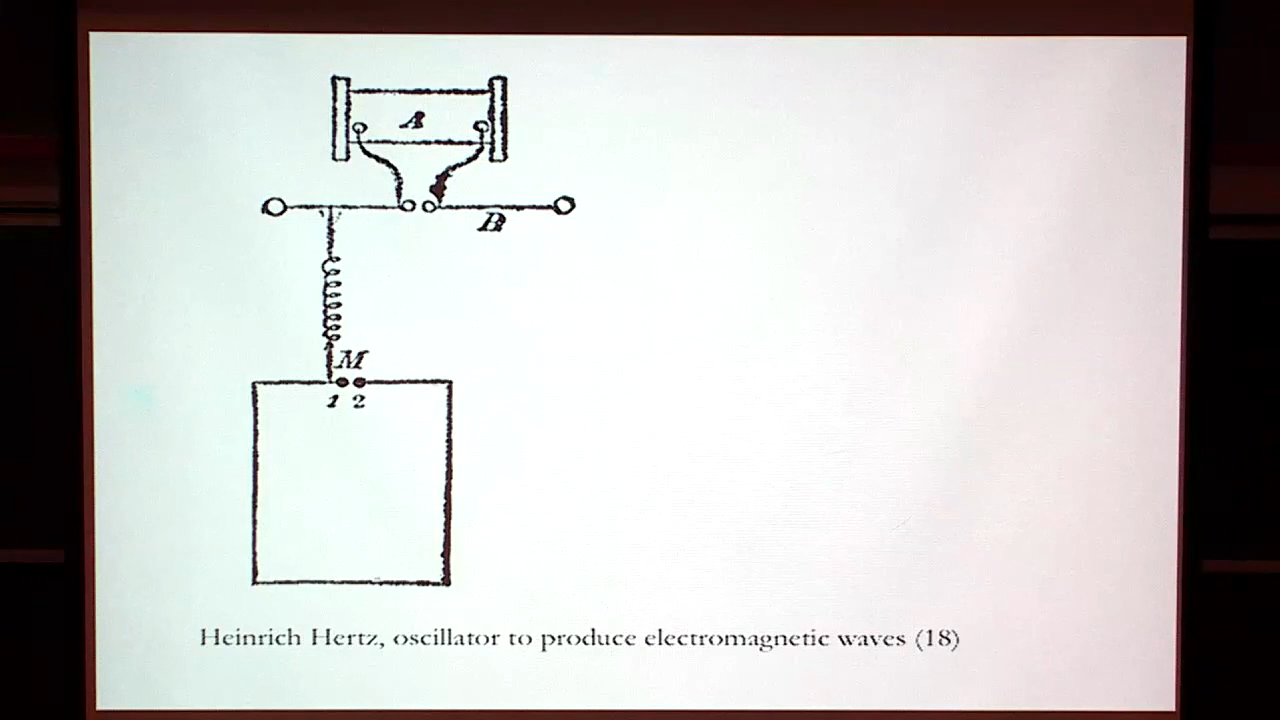 A
B
M
1 2
Heinrich Hertz, oscillator to produce electromagnetic waves (18)